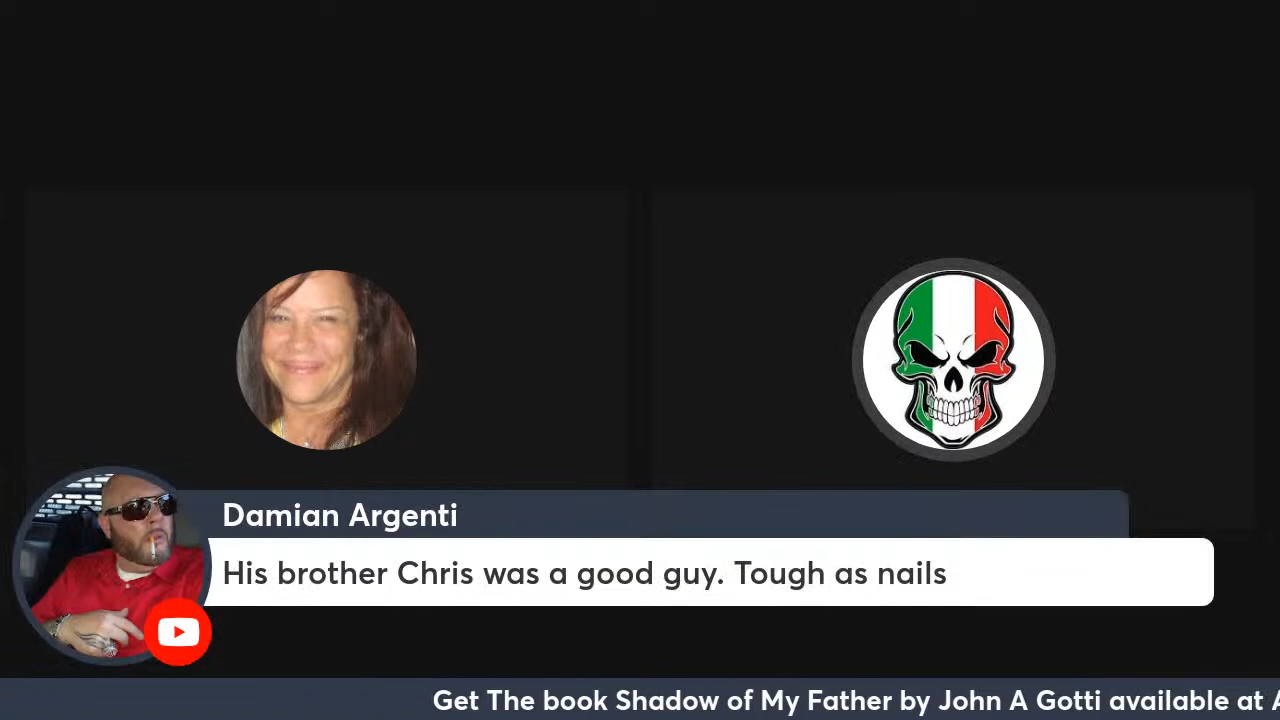 Damian Argenti
His brother Chris was a good guy. Tough as nails
Get The book Shadow of My Father by John A Gotti available at A